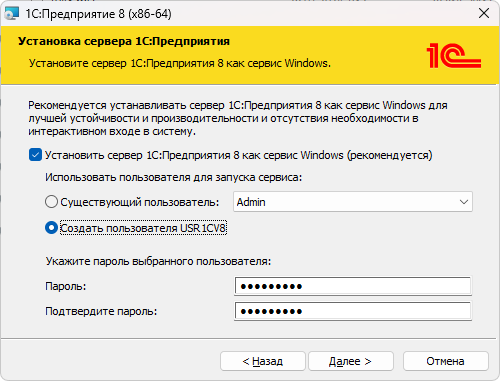 1С:Предприятие 8 (x86-64)
Установка сервера 1С:Предприятия
Установите сервер 1С:Предприятия 8 как сервис Windows.
1С
Рекомендуется устанавливать сервер 1С:Предприятия 8 как сервис Windows для
лучшей устойчивости и производительности и отсутствия необходимости в
интерактивном входе в систему.
Установить сервер 1С:Предприятия 8 как сервис Windows (рекомендуется)
Использовать пользователя для запуска сервиса:
Существующий пользователь: Admin
Создать пользователя USR1CV8
Укажите пароль выбранного пользователя:
Пароль: ●●●●●●●●●
Подтвердите пароль: ●●●●●●●●●
< Назад Далее > Отмена